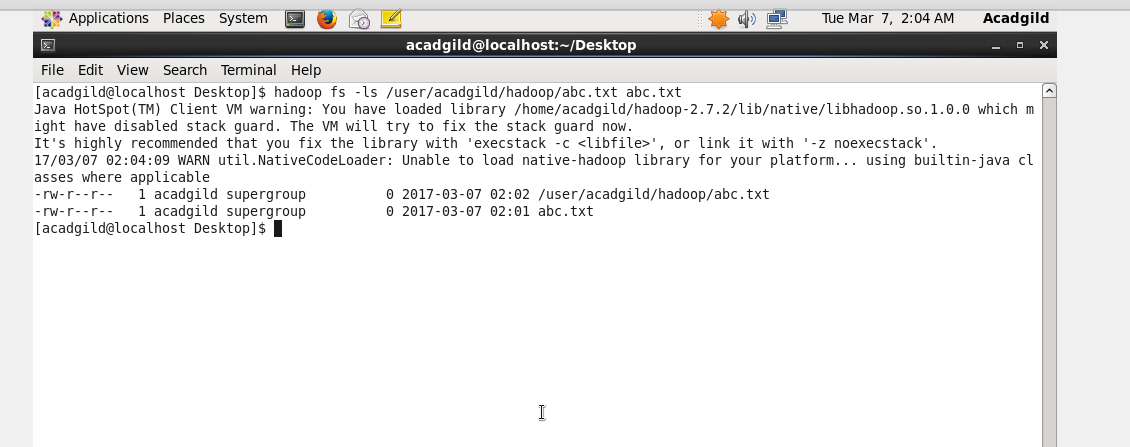 Applications Places System Tue Mar 7, 2:04 AM Acadgild
acadgild@localhost:~/Desktop
File Edit View Search Terminal Help
[acadgild@localhost Desktop]$ hadoop fs -ls /user/acadgild/hadoop/abc.txt abc.txt
Java HotSpot(TM) Client VM warning: You have loaded library /home/acadgild/hadoop-2.7.2/lib/native/libhadoop.so.1.0.0 which m
ight have disabled stack guard. The VM will try to fix the stack guard now.
It's highly recommended that you fix the library with 'execstack -c <libfile>', or link it with '-z noexecstack'.
17/03/07 02:04:09 WARN util.NativeCodeLoader: Unable to load native-hadoop library for your platform... using builtin-java cl
asses where applicable
-rw-r--r--   1 acadgild supergroup          0 2017-03-07 02:02 /user/acadgild/hadoop/abc.txt
-rw-r--r--   1 acadgild supergroup          0 2017-03-07 02:01 abc.txt
[acadgild@localhost Desktop]$